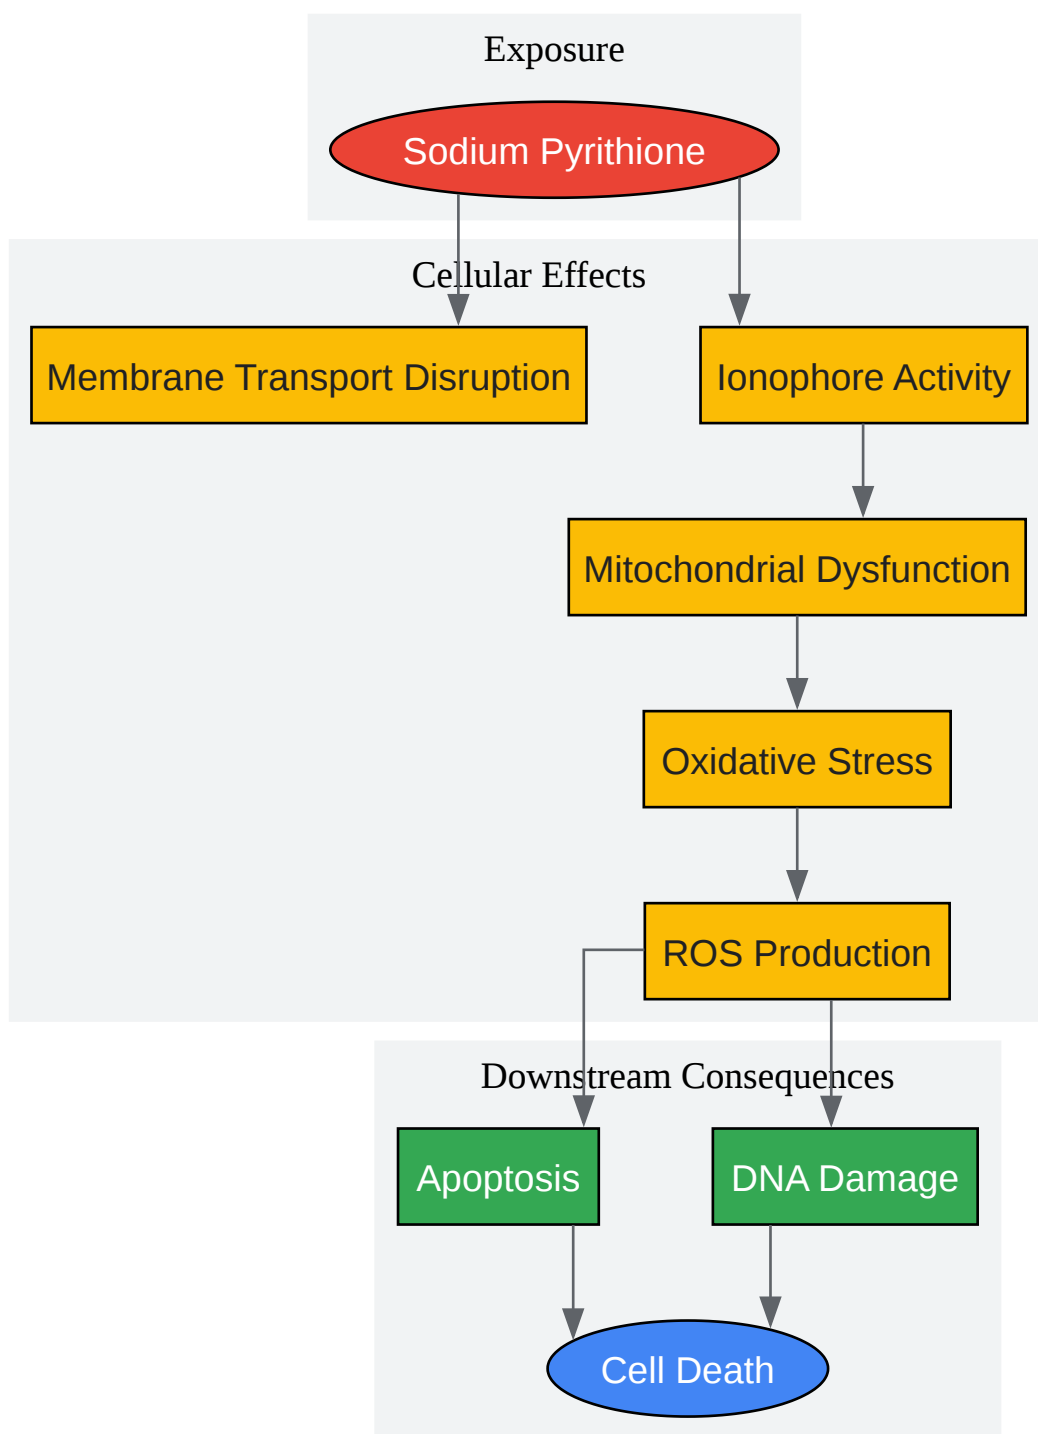 Exposure
Sodium Pyrithione
Cellular Effects
Membrane Transport Disruption
Ionophore Activity
Mitochondrial Dysfunction
Oxidative Stress
ROS Production
Downstream Consequences
Apoptosis
DNA Damage
Cell Death